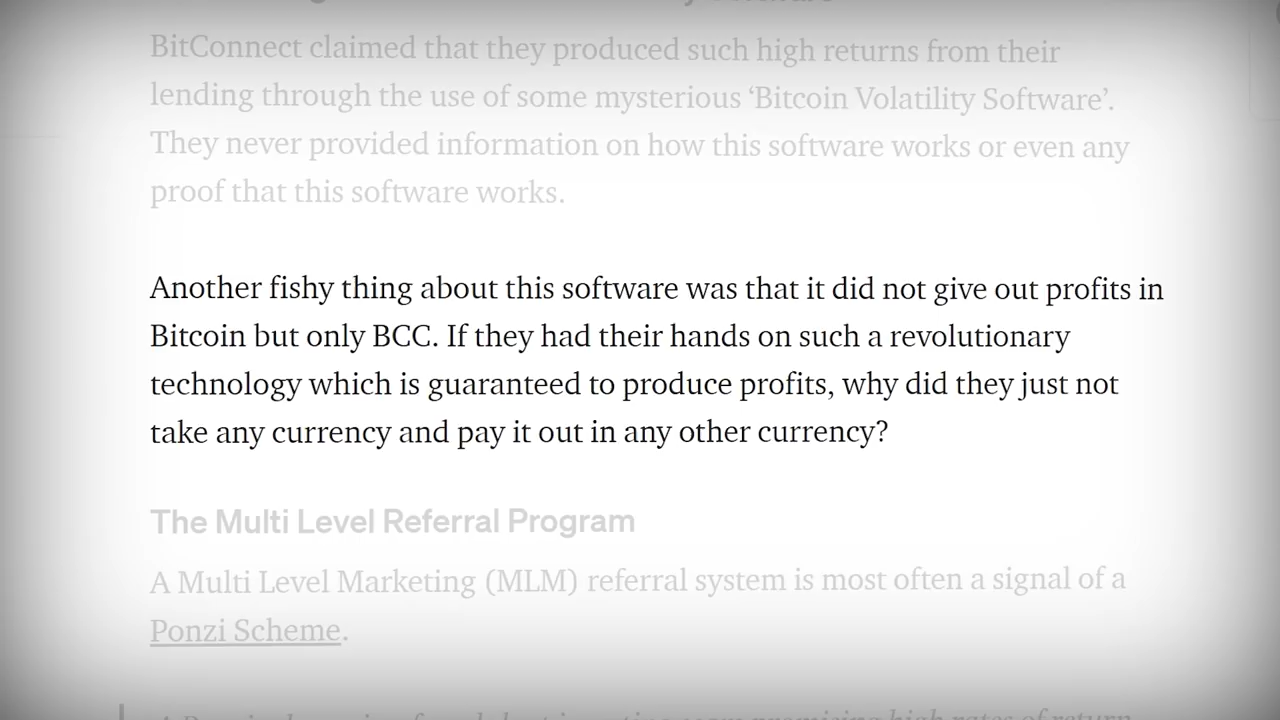 BitConnect claimed that they produced such high returns from their
lending through the use of some mysterious ‘Bitcoin Volatility Software’.
They never provided information on how this software works or even any
proof that this software works.
Another fishy thing about this software was that it did not give out profits in
Bitcoin but only BCC. If they had their hands on such a revolutionary
technology which is guaranteed to produce profits, why did they just not
take any currency and pay it out in any other currency?
The Multi Level Referral Program
A Multi Level Marketing (MLM) referral system is most often a signal of a
Ponzi Scheme.